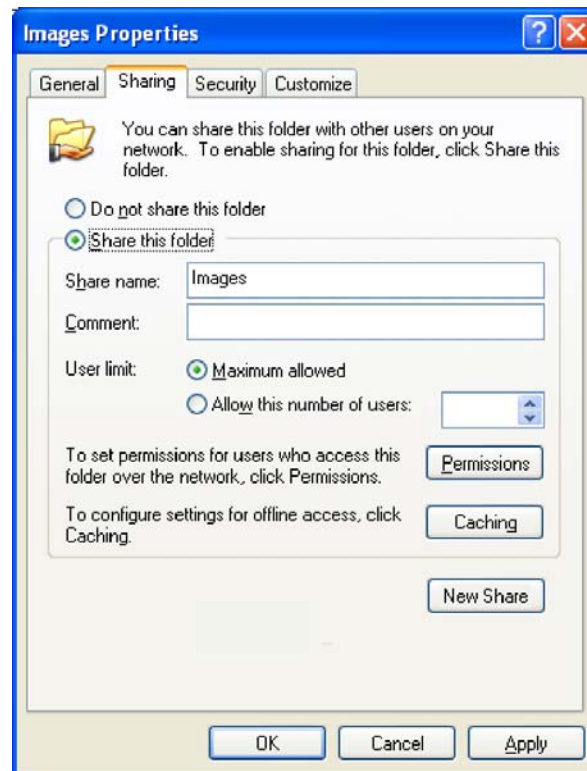 Images Properties
General Sharing Security Customize
You can share this folder with other users on your
network. To enable sharing for this folder, click Share this
folder.
Do not share this folder
Share this folder
Share name: Images
Comment:
User limit: Maximum allowed
Allow this number of users:
To set permissions for users who access this
folder over the network, click Permissions.
Permissions
To configure settings for offline access, click
Caching.
Caching
New Share
OK Cancel Apply